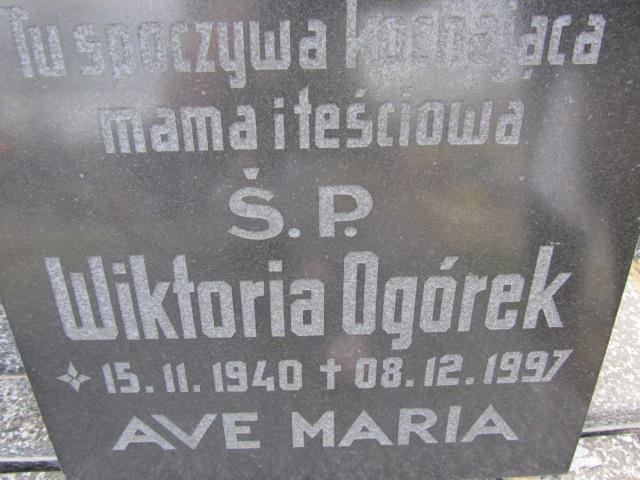 Tu spoczywa kochająca
mama i teściowa
Ś.P.
Wiktoria Ogórek
15.11.1940 † 08.12.1997
AVE MARIA